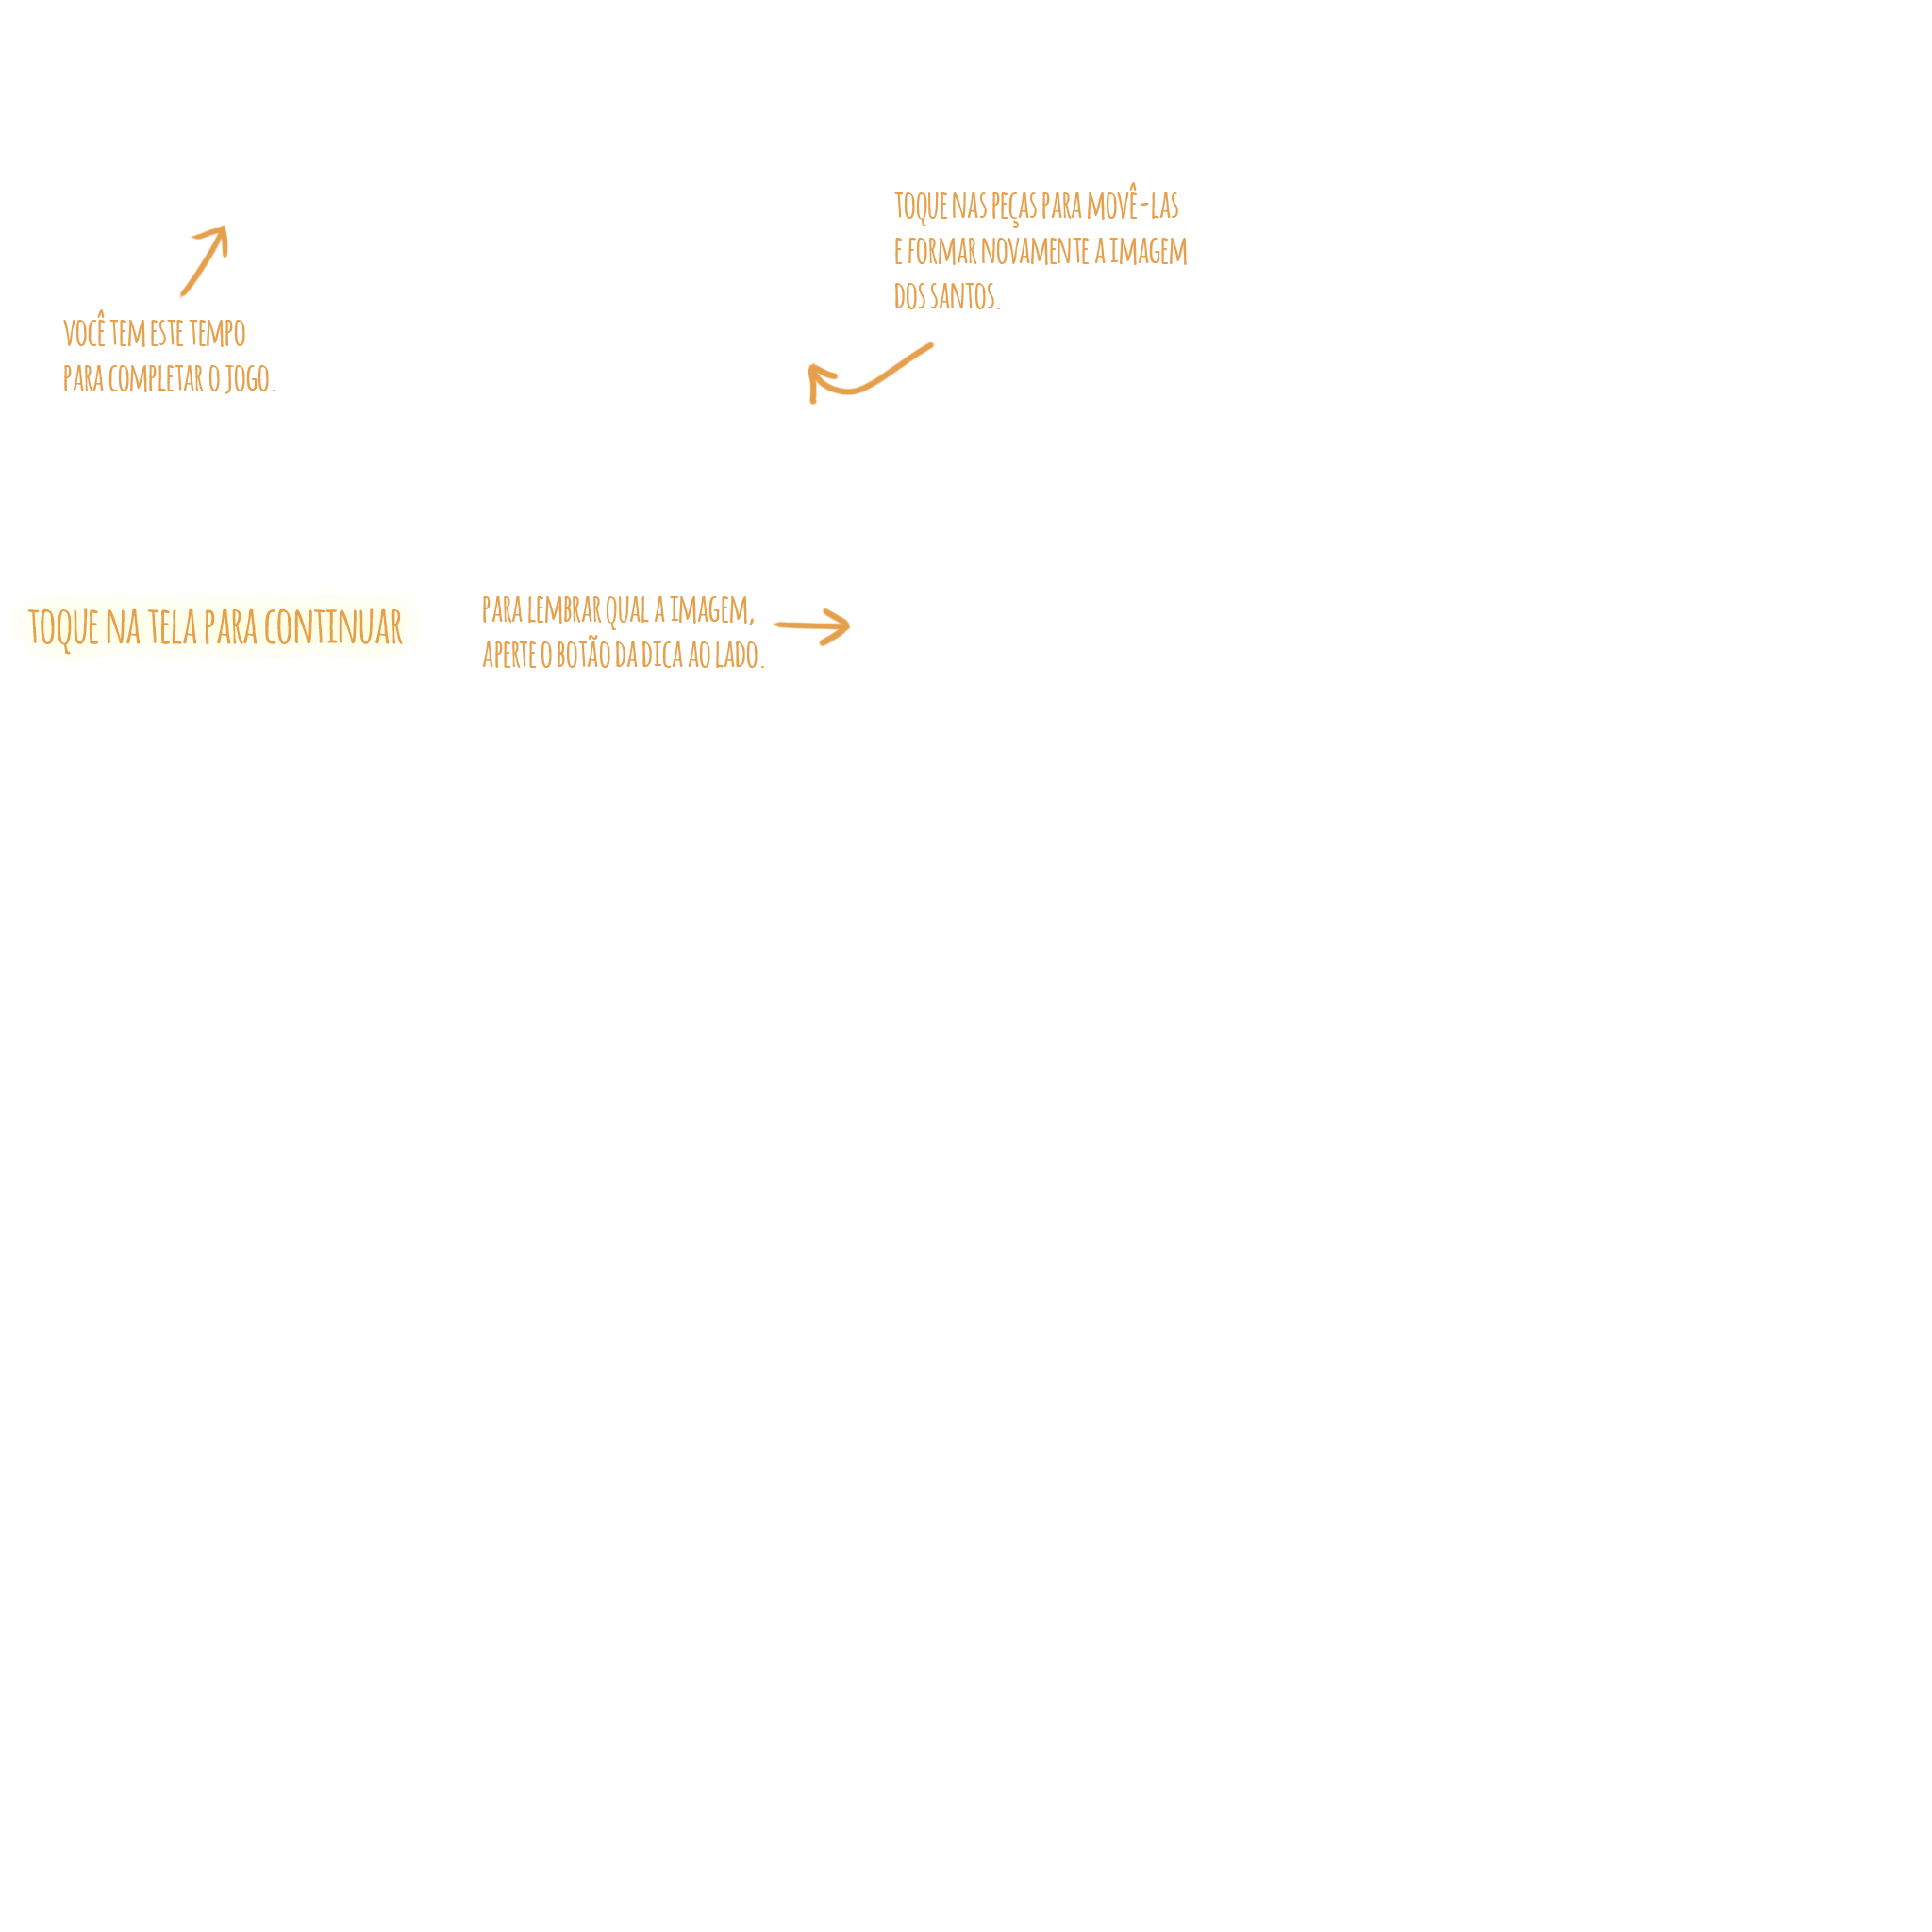 TOQUE NAS PEÇAS PARA MOVÊ-LAS
E FORMAR NOVAMENTE A IMAGEM
DOS SANTOS.
VOCÊ TEM ESTE TEMPO
PARA COMPLETAR O JOGO.
TOQUE NA TELA PARA CONTINUAR
PARA LEMBRAR QUAL A IMAGEM,
APERTE O BOTÃO DA DICA AO LADO.